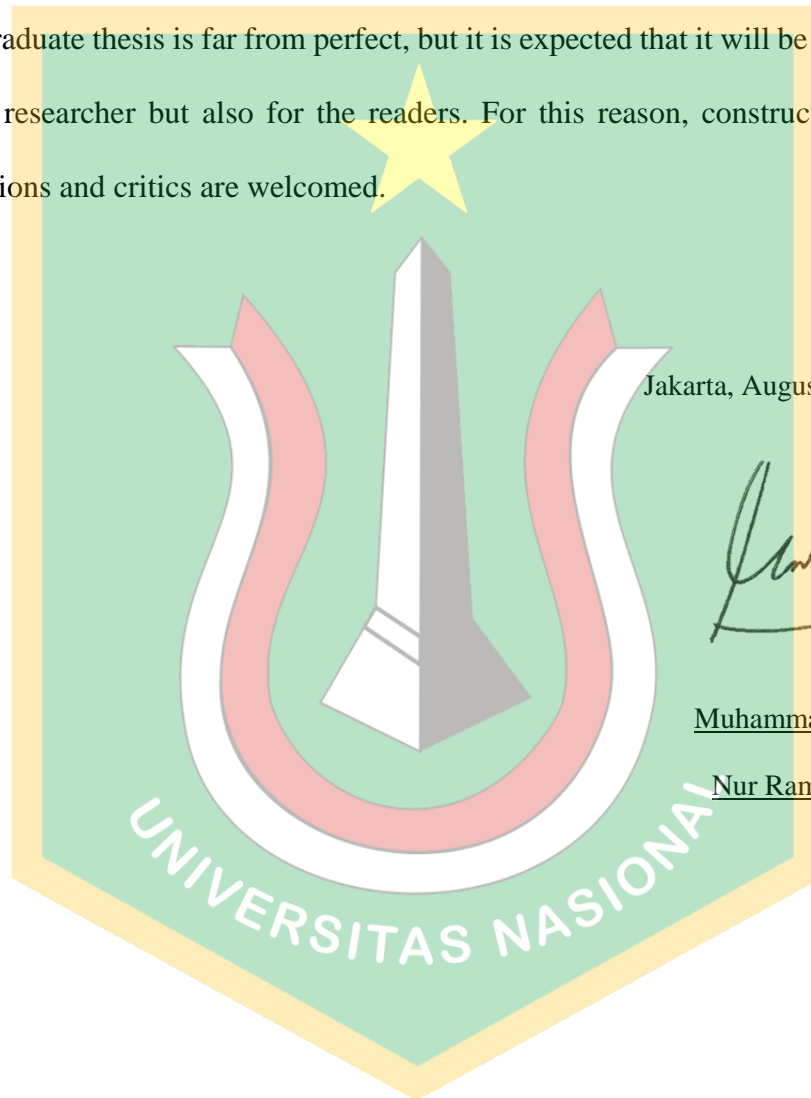 raduate thesis is far from perfect, but it is expected that it will be
researcher but also for the readers. For this reason, construc
ions and critics are welcomed.
Jakarta, Augus
Muhamma
Nur Ram
UNIVERSITAS NASIONAL